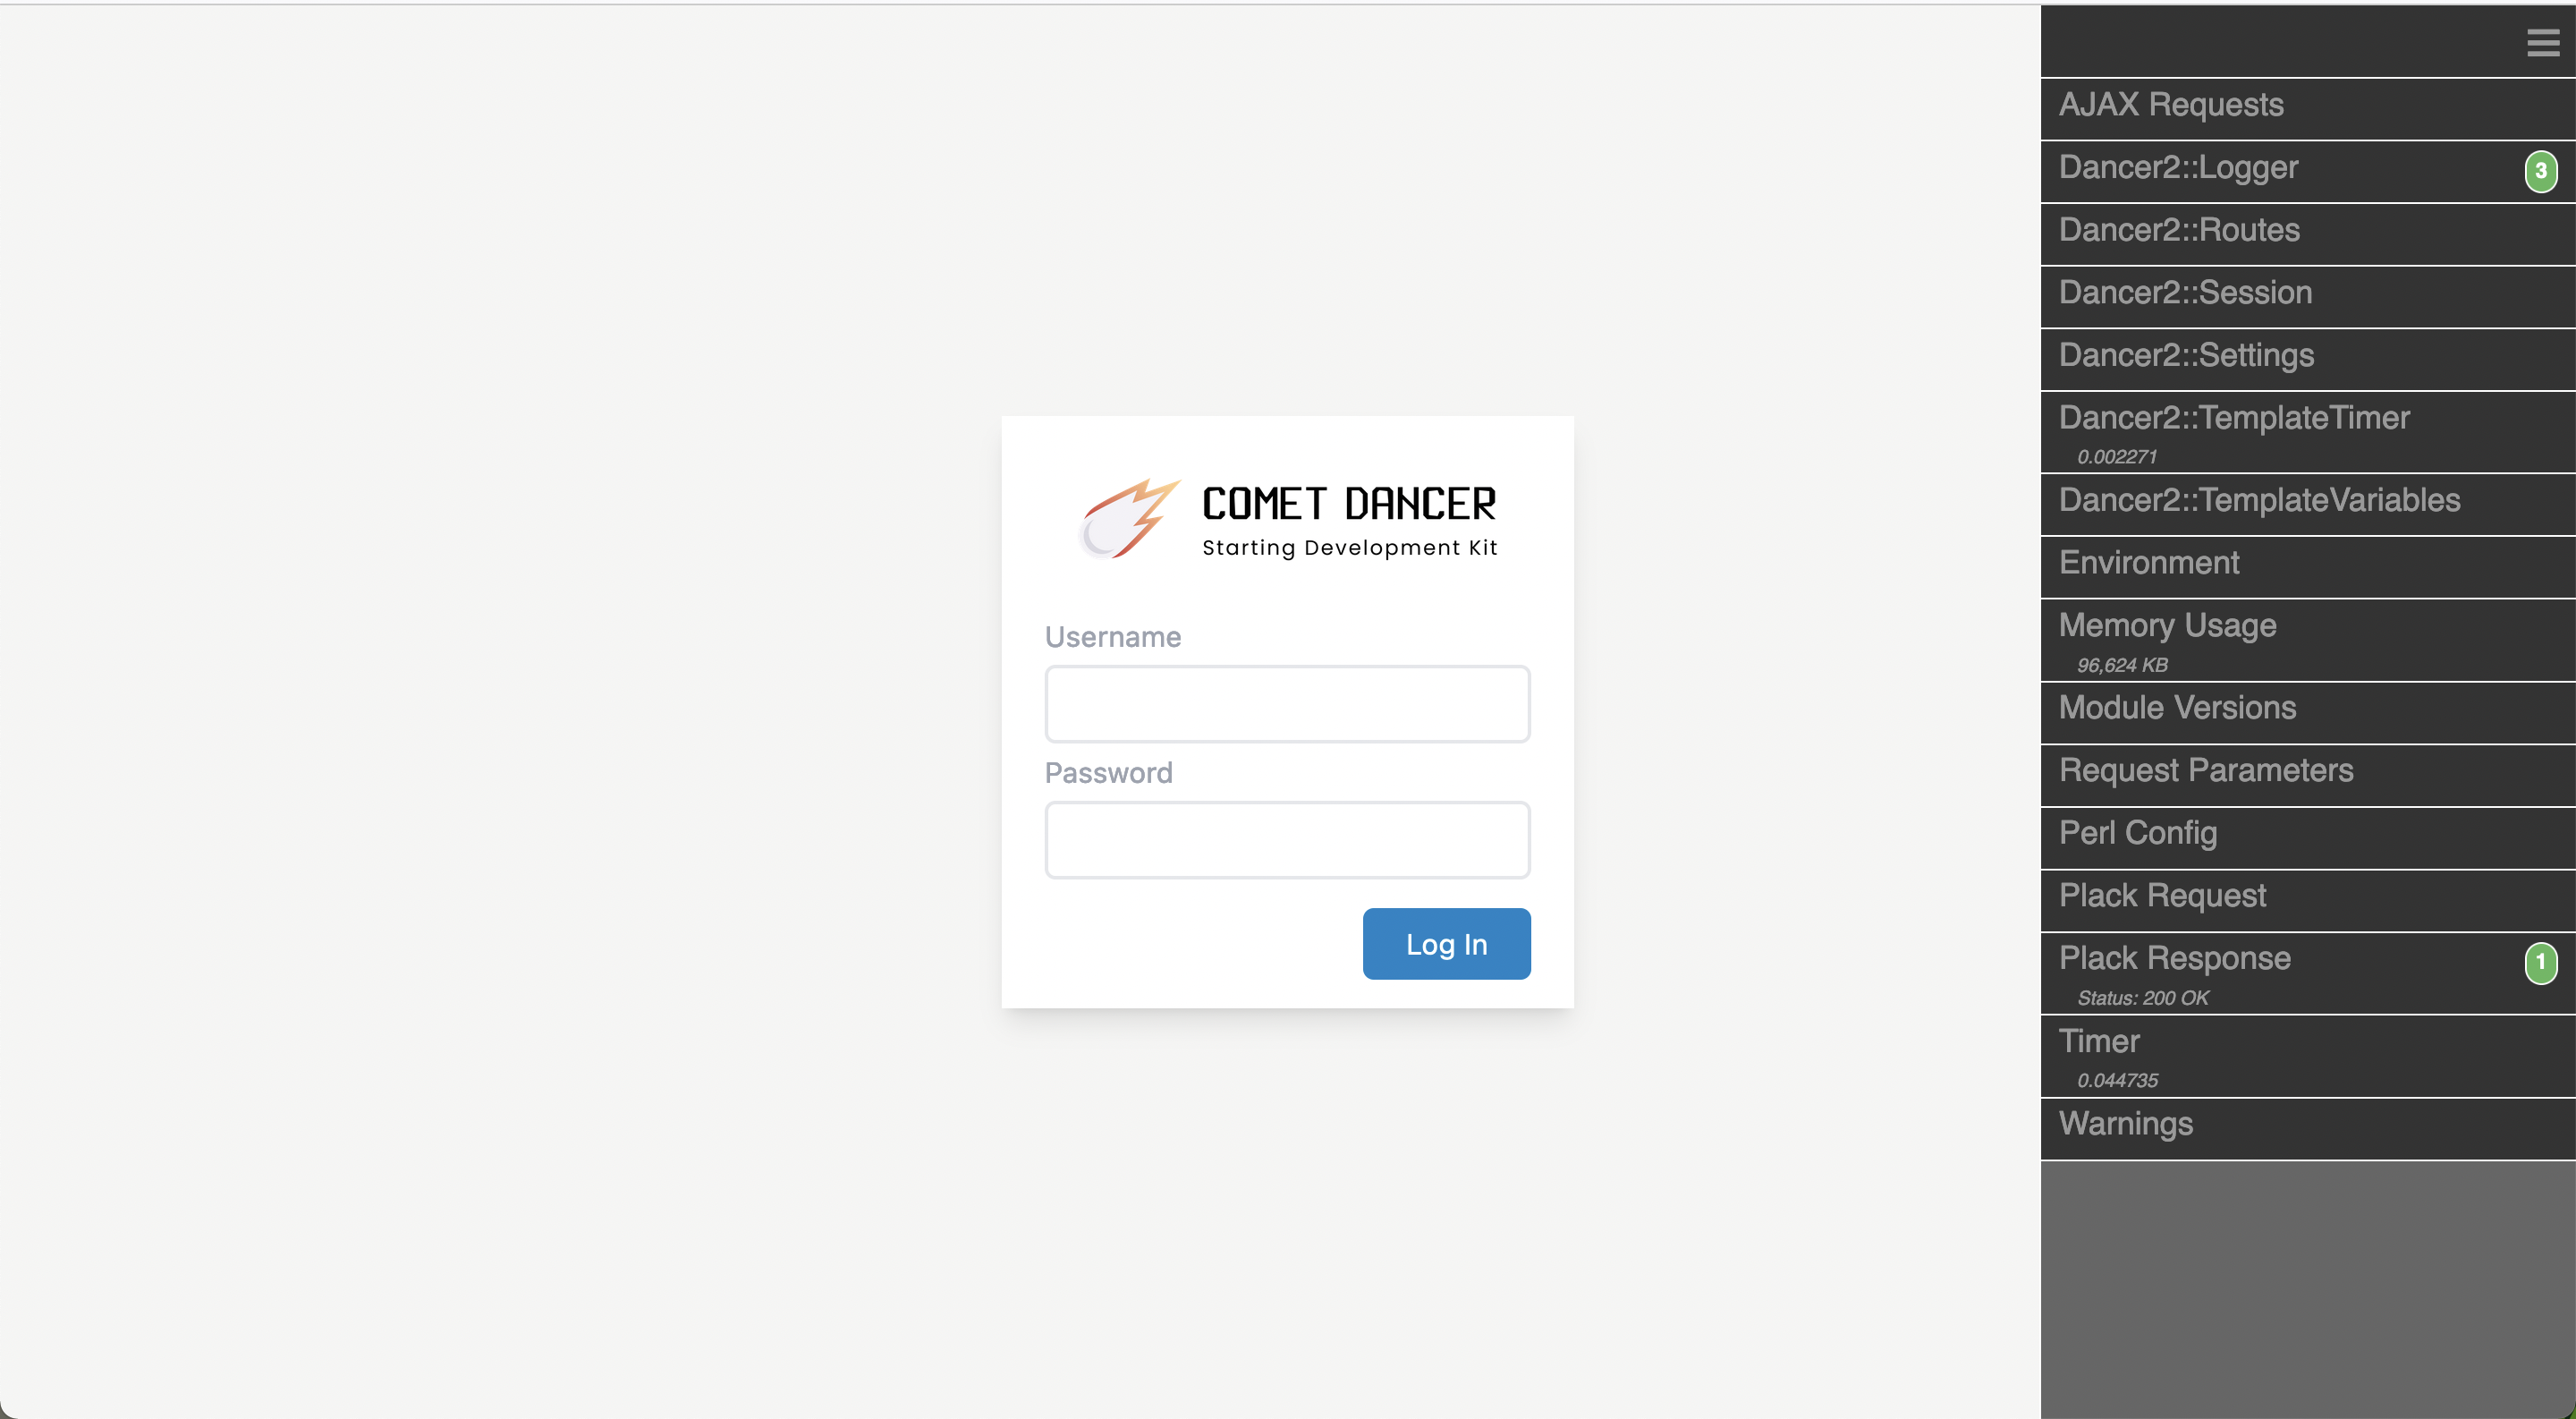 COMET DANCER
Starting Development Kit
Username
Password
Log In
AJAX Requests
Dancer2::Logger 3
Dancer2::Routes
Dancer2::Session
Dancer2::Settings
Dancer2::TemplateTimer
0.002271
Dancer2::TemplateVariables
Environment
Memory Usage
96,624 KB
Module Versions
Request Parameters
Perl Config
Plack Request
Plack Response 1
Status: 200 OK
Timer
0.044735
Warnings